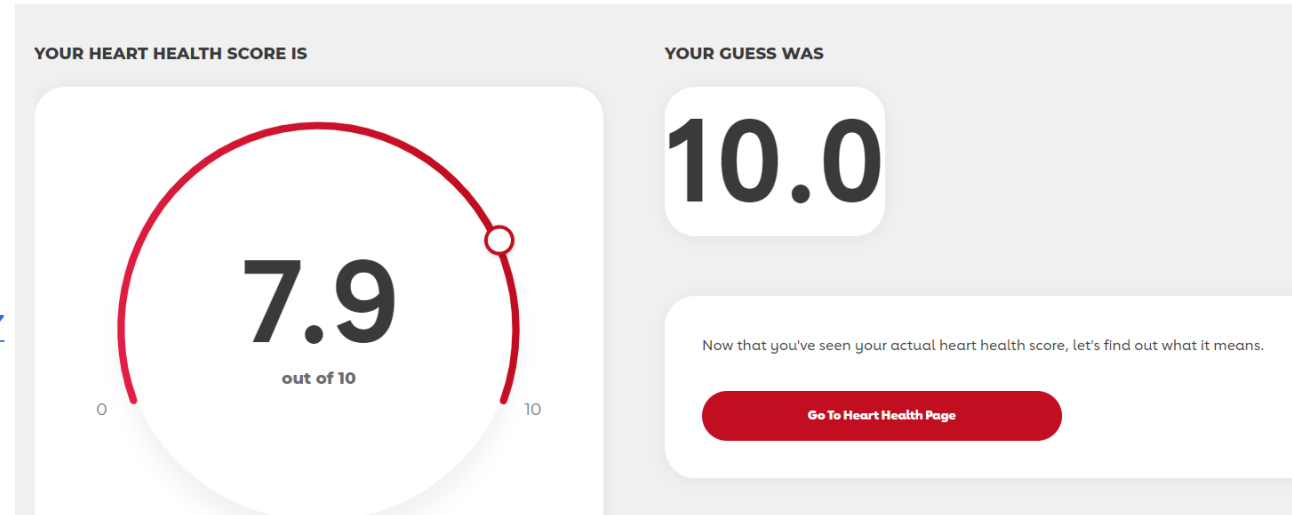 YOUR HEART HEALTH SCORE IS
7.9
out of 10
0
10
YOUR GUESS WAS
10.0
Now that you've seen your actual heart health score, let's find out what it means.
Go To Heart Health Page